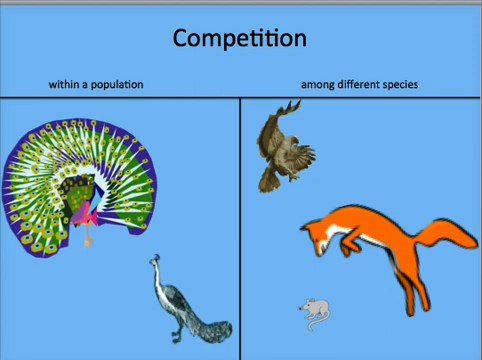 Competition
within a population
among different species